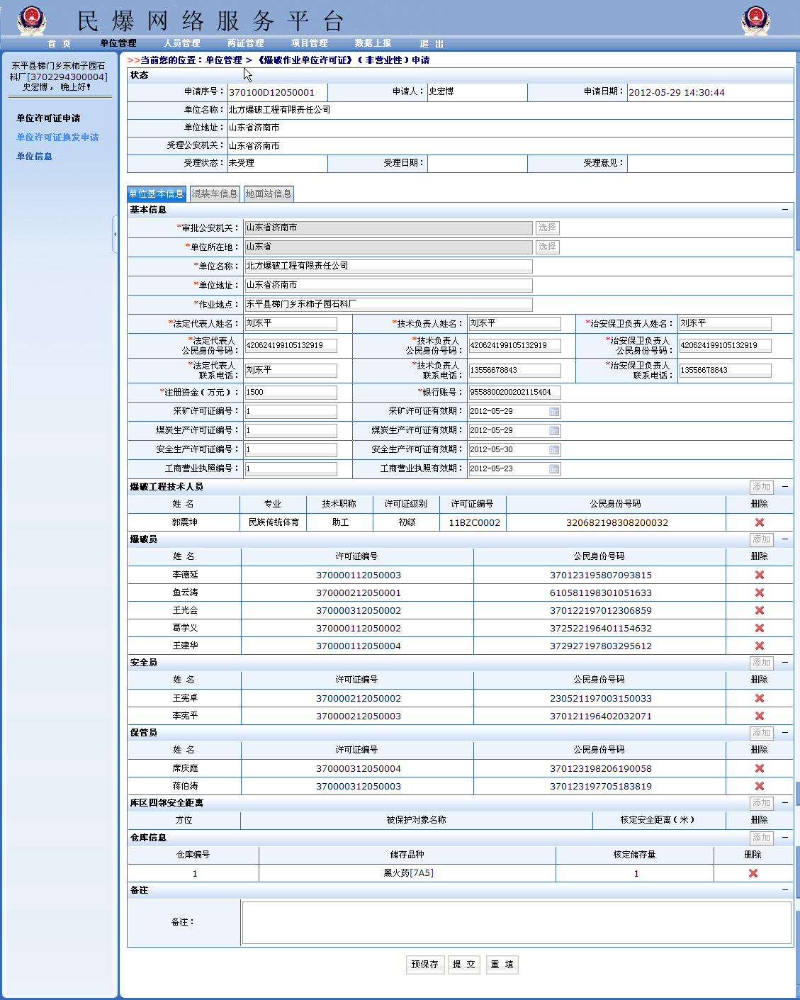 民爆网络服务平台
首 页 单位管理 人员管理 两证管理 项目管理 数据上报 退 出
东平县梯门乡东柿子园石
料厂[3702294300004]
史宏博， 晚上好！
单位许可证申请
单位许可证换发申请
单位信息
>>当前您的位置：单位管理 > 《爆破作业单位许可证》（非营业性）申请
状态
申请序号： 370100D12050001 申请人： 史宏博 申请日期： 2012-05-29 14:30:44
单位名称： 北方爆破工程有限责任公司
单位地址： 山东省济南市
受理公安机关： 山东省济南市
受理状态： 未受理 受理日期： 受理意见：
单位基本信息 混装车信息 地面站信息
基本信息 －
*审批公安机关： 山东省济南市 选择
*单位所在地： 山东省 选择
*单位名称： 北方爆破工程有限责任公司
*单位地址： 山东省济南市
*作业地点： 东平县梯门乡东柿子园石料厂
*法定代表人姓名： 刘东平 *技术负责人姓名： 刘东平 *治安保卫负责人姓名： 刘东平
*法定代表人
公民身份号码： 420624199105132919 *技术负责人
公民身份号码： 420624199105132919 *治安保卫负责人
公民身份号码： 420624199105132919
*法定代表人
联系电话： 刘东平 *技术负责人
联系电话： 13556678843 *治安保卫负责人
联系电话： 13556678843
*注册资金（万元）： 1500 *银行账号： 9558800200202115404
采矿许可证编号： 1 采矿许可证有效期： 2012-05-29
煤炭生产许可证编号： 1 煤炭生产许可证有效期： 2012-05-29
安全生产许可证编号： 1 安全生产许可证有效期： 2012-05-30
工商营业执照编号： 1 工商营业执照有效期： 2012-05-23
爆破工程技术人员 添加 －
姓 名 专业 技术职称 许可证级别 许可证编号 公民身份号码 删除
郭震坤 民族传统体育 助工 初级 11BZC0002 320682198308200032
爆破员 添加 －
姓 名 许可证编号 公民身份号码 删除
李德延 370000112050003 370123195807093815
鱼云涛 370000212050001 610581198301051633
王光会 370000312050002 370122197012306859
葛学义 370000112050002 372522196401154632
王建华 370000112050004 372927197803295612
安全员 添加 －
姓 名 许可证编号 公民身份号码 删除
王宪卓 370000212050002 230521197003150033
李宪平 370000212050003 370121196402032071
保管员 添加 －
姓 名 许可证编号 公民身份号码 删除
席庆庭 370000312050004 370123198206190058
蒋伯涛 370000312050003 370123197705183819
库区四邻安全距离 添加 －
方位 被保护对象名称 核定安全距离（米） 删除
仓库信息 添加 －
仓库编号 储存品种 核定储存量 删除
1 黑火药[7A5] 1
备注 －
备注：
预保存 提 交 重 填